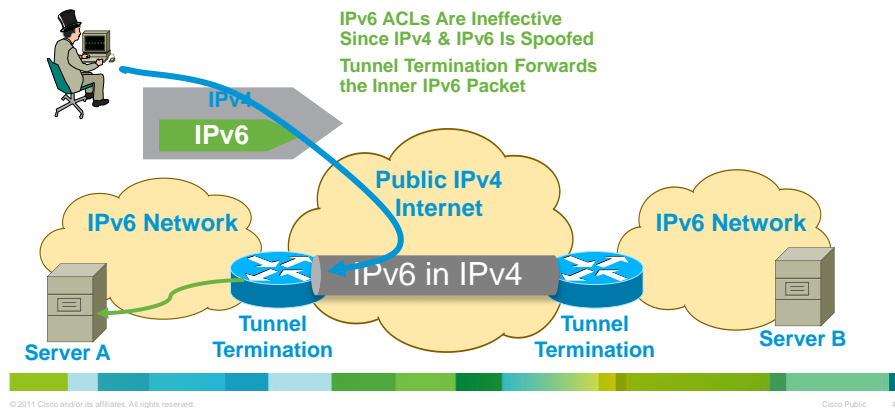 IPv6 ACLs Are Ineffective
Since IPv4 & IPv6 Is Spoofed
Tunnel Termination Forwards
the Inner IPv6 Packet
IPv4
IPv6
Public IPv4
Internet
IPv6 Network
IPv6 Network
IPv6 in IPv4
Tunnel
Termination
Tunnel
Termination
Server A
Server B
© 2011 Cisco and/or its affiliates. All rights reserved.
Cisco Public